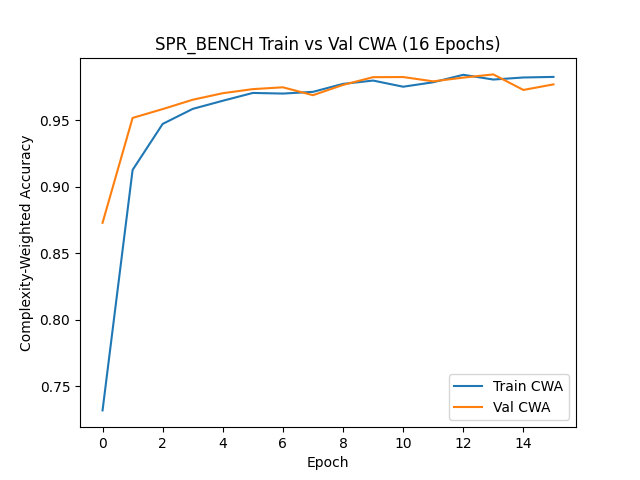 SPR_BENCH Train vs Val CWA (16 Epochs)
Complexity-Weighted Accuracy
0.95
0.90
0.85
0.80
0.75
0 2 4 6 8 10 12 14
Epoch
Train CWA
Val CWA